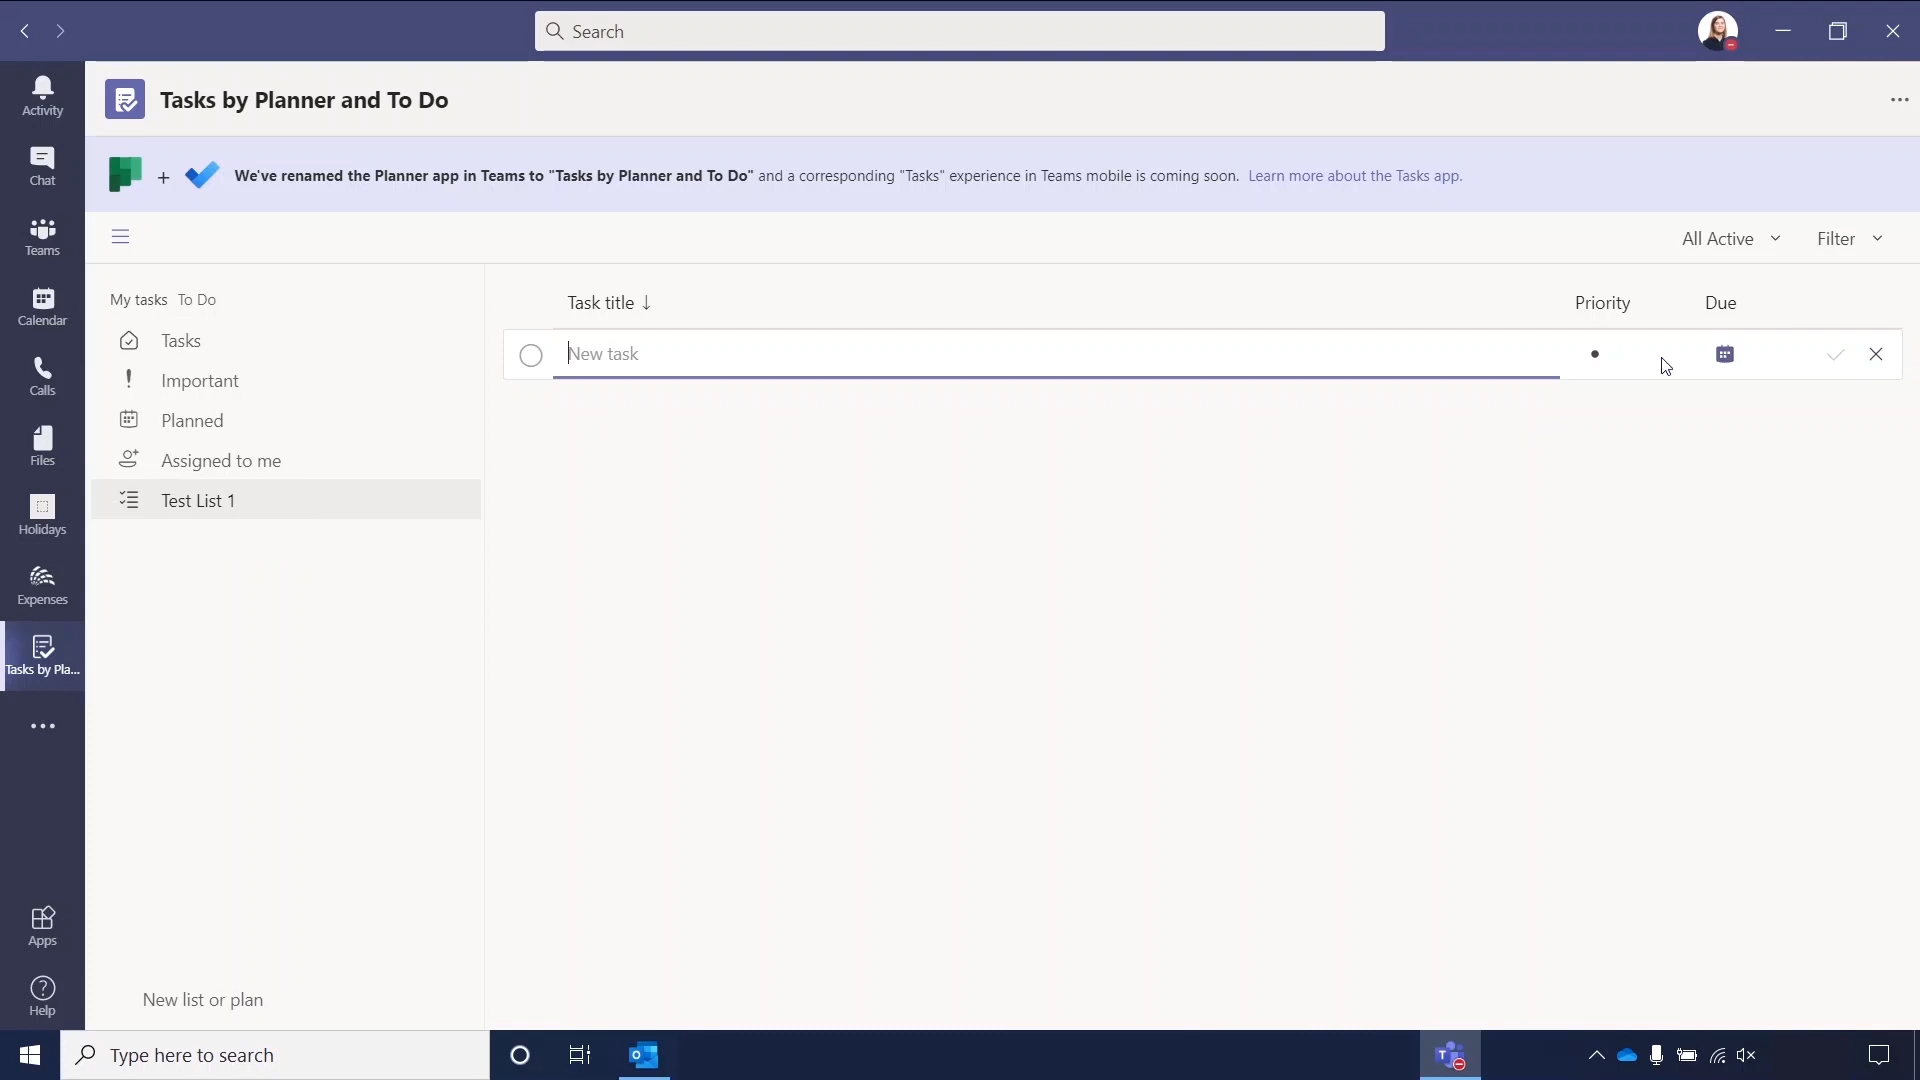 Search
Activity
Chat
Teams
Calendar
Calls
Files
Holidays
Expenses
Tasks by Pla...
Apps
Help
Tasks by Planner and To Do
+ We've renamed the Planner app in Teams to "Tasks by Planner and To Do" and a corresponding "Tasks" experience in Teams mobile is coming soon. Learn more about the Tasks app.
All Active Filter
My tasks To Do
Tasks
Important
Planned
Assigned to me
Test List 1
New list or plan
Task title ↓ Priority Due
New task
Type here to search